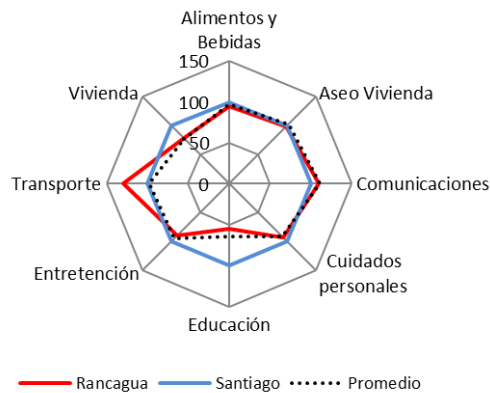 Alimentos y
Bebidas
150
100
50
0
Vivienda
Aseo Vivienda
Transporte
Comunicaciones
Entretención
Cuidados
personales
Educación
Rancagua
Santiago
Promedio